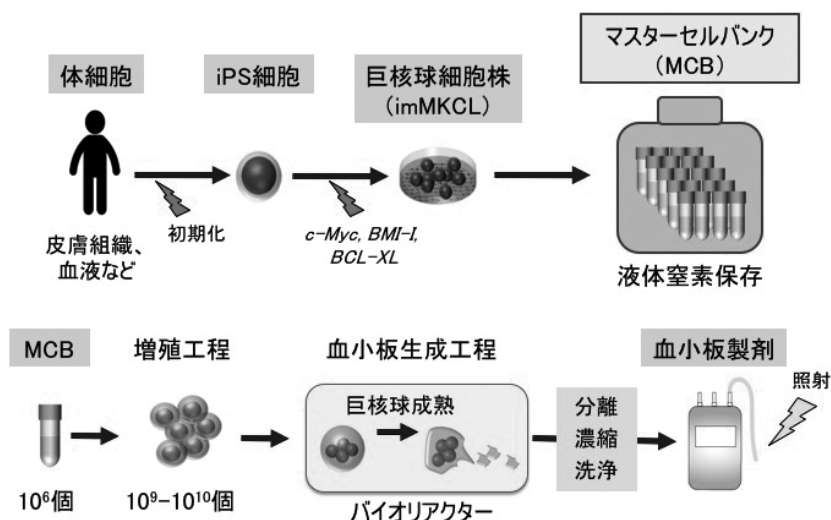 体細胞
iPS細胞
巨核球細胞株
(imMKCL)
マスターセルバンク
(MCB)
初期化
c-Myc, BMI-I,
BCL-XL
皮膚組織、
血液など
液体窒素保存
MCB
増殖工程
血小板生成工程
血小板製剤
巨核球成熟
分離
濃縮
洗浄
照射
10⁶個
10⁹-10¹⁰個
バイオリアクター